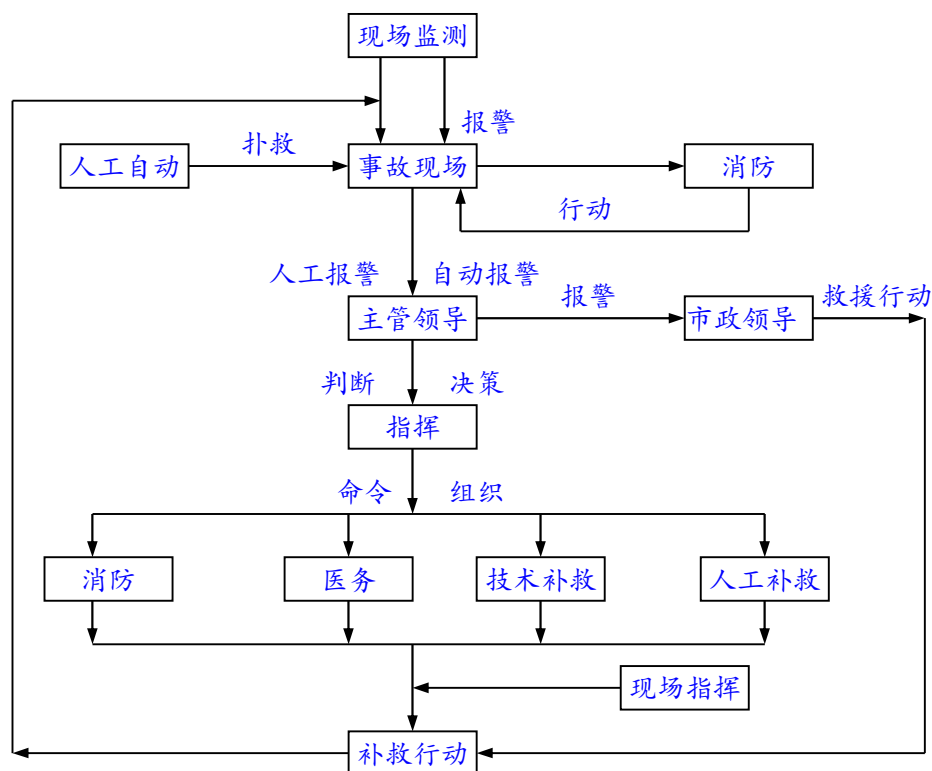 现场监测
报警
扑救
人工自动
事故现场
消防
行动
人工报警
自动报警
报警
救援行动
主管领导
市政领导
判断
决策
指挥
命令
组织
消防
医务
技术补救
人工补救
现场指挥
补救行动